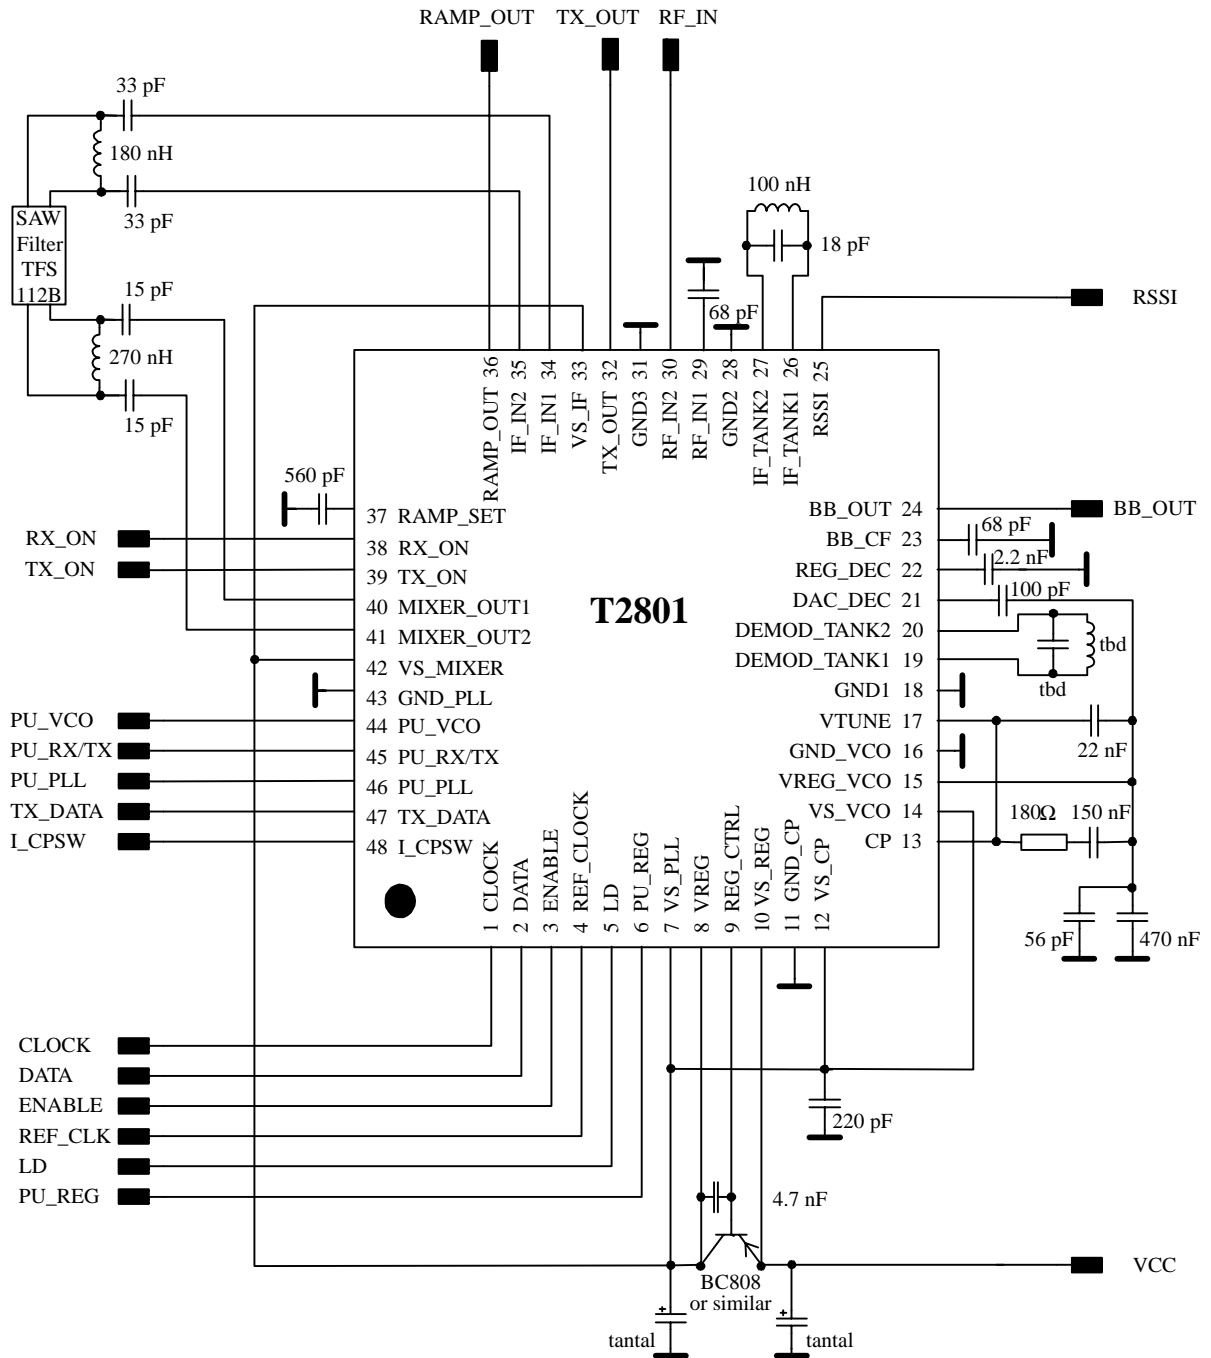 RAMP_OUT TX_OUT RF_IN
33 pF
180 nH
33 pF
SAW
Filter
TFS
112B
15 pF
270 nH
15 pF
100 nH
18 pF
68 pF
RSSI
RAMP_OUT 36
IF_IN2 35
IF_IN1 34
VS_IF 33
TX_OUT 32
GND3 31
RF_IN2 30
RF_IN1 29
GND2 28
IF_TANK2 27
IF_TANK1 26
RSSI 25
560 pF
37 RAMP_SET
RX_ON
38 RX_ON
TX_ON
39 TX_ON
40 MIXER_OUT1
41 MIXER_OUT2
42 VS_MIXER
43 GND_PLL
PU_VCO
44 PU_VCO
PU_RX/TX
45 PU_RX/TX
PU_PLL
46 PU_PLL
TX_DATA
47 TX_DATA
I_CPSW
48 I_CPSW
T2801
BB_OUT 24
BB_OUT
BB_CF 23
68 pF
REG_DEC 22
2.2 nF
DAC_DEC 21
100 pF
DEMOD_TANK2 20
tbd
DEMOD_TANK1 19
tbd
GND1 18
VTUNE 17
22 nF
GND_VCO 16
VREG_VCO 15
VS_VCO 14
CP 13
180Ω
150 nF
56 pF
470 nF
1 CLOCK
2 DATA
3 ENABLE
4 REF_CLOCK
5 LD
6 PU_REG
7 VS_PLL
8 VREG
9 REG_CTRL
10 VS_REG
11 GND_CP
12 VS_CP
CLOCK
DATA
ENABLE
REF_CLK
LD
PU_REG
220 pF
4.7 nF
BC808
or similar
VCC
+
tantal
+
tantal